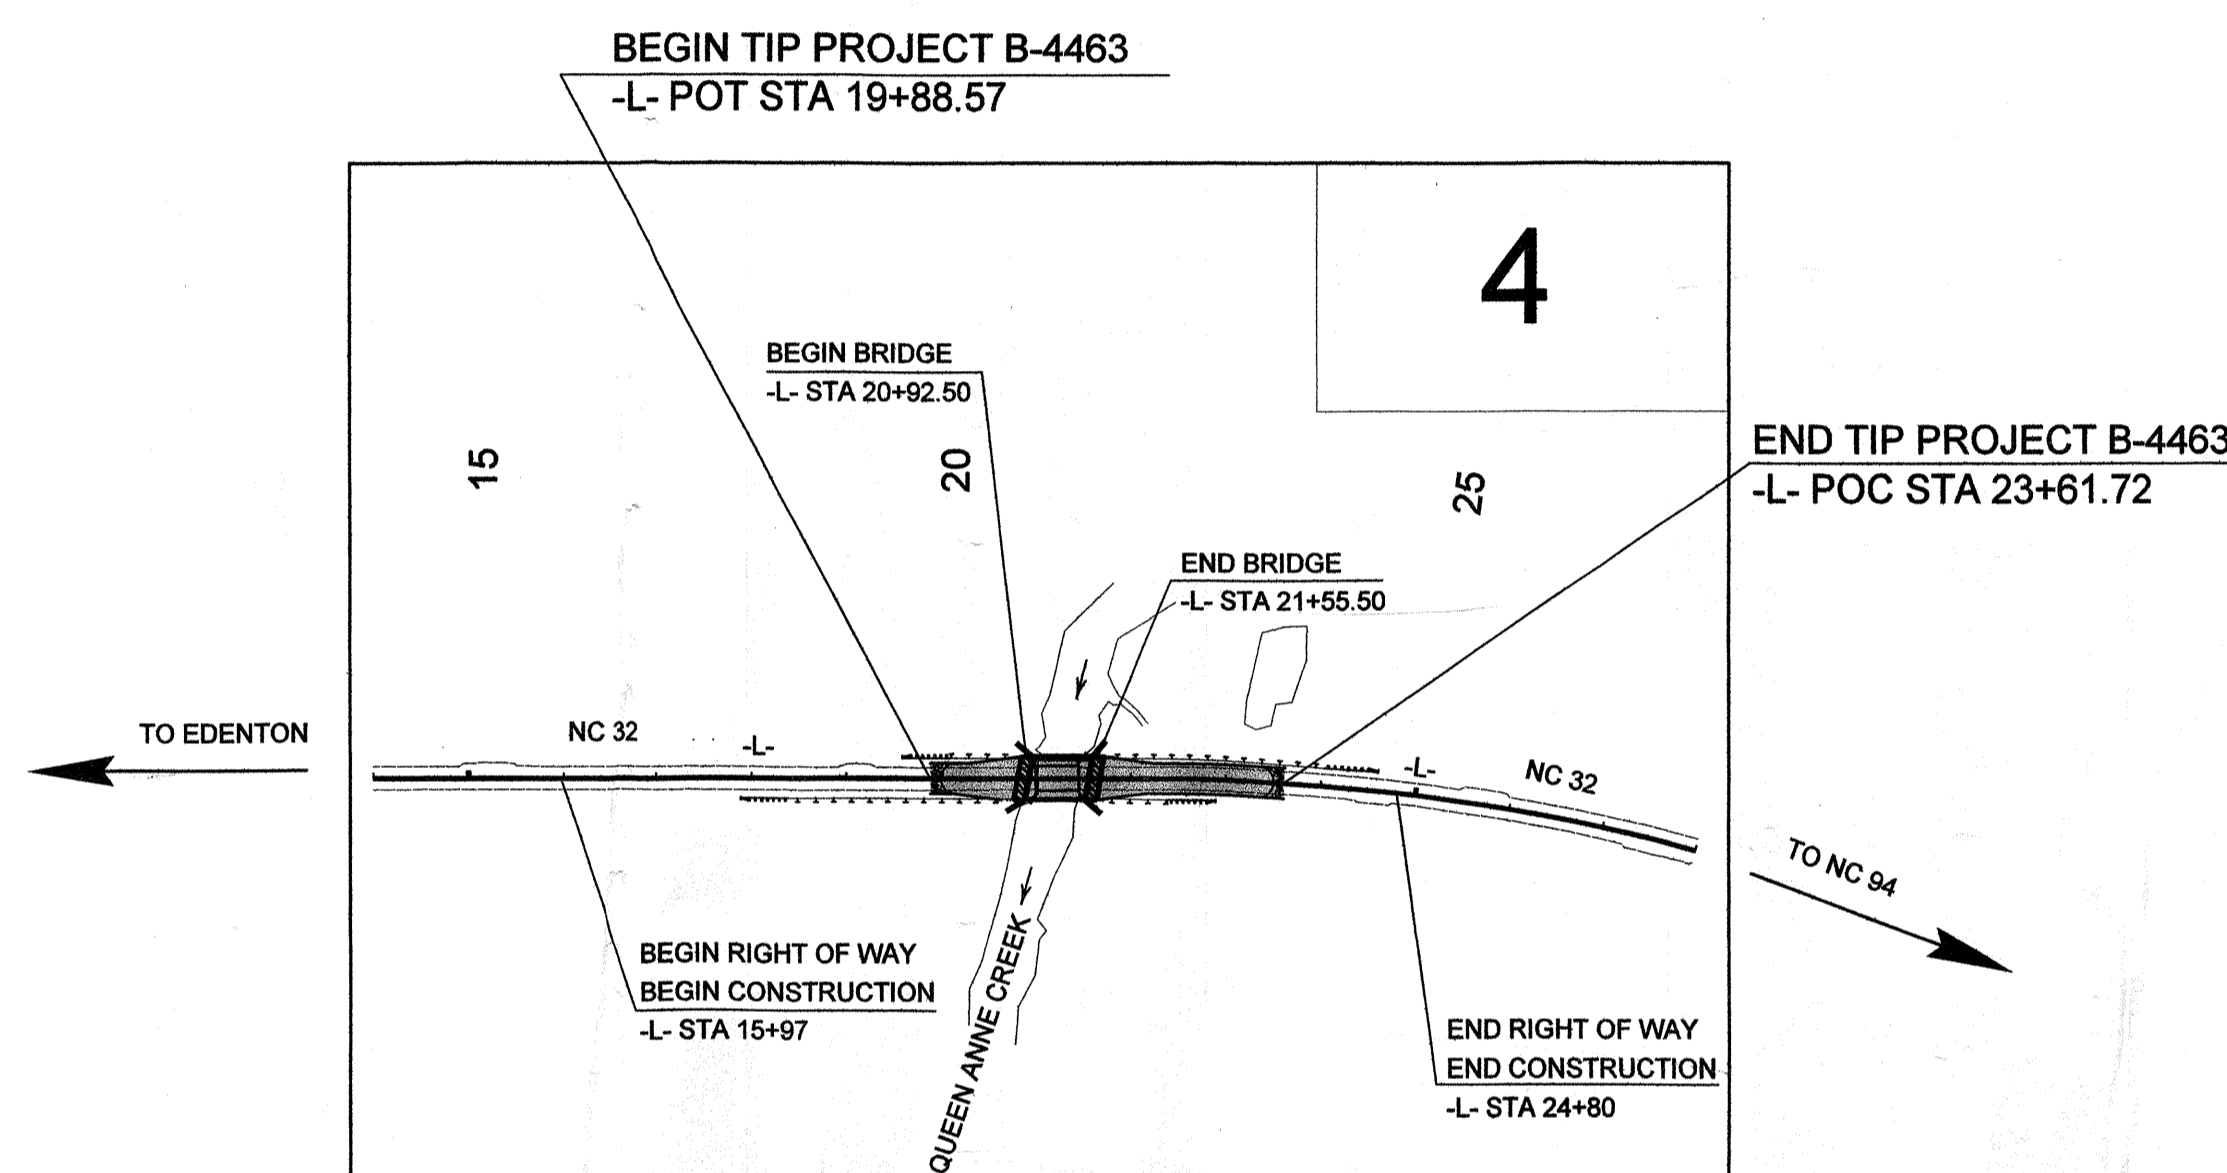 BEGIN TIP PROJECT B-4463
-L- POT STA 19+88.57
4
BEGIN BRIDGE
-L- STA 20+92.50
END TIP PROJECT B-4463
-L- POC STA 23+61.72
15
20
25
END BRIDGE
-L- STA 21+55.50
TO EDENTON
NC 32
-L-
-L-
NC 32
TO NC 94
BEGIN RIGHT OF WAY
BEGIN CONSTRUCTION
-L- STA 15+97
QUEEN ANNE CREEK
END RIGHT OF WAY
END CONSTRUCTION
-L- STA 24+80